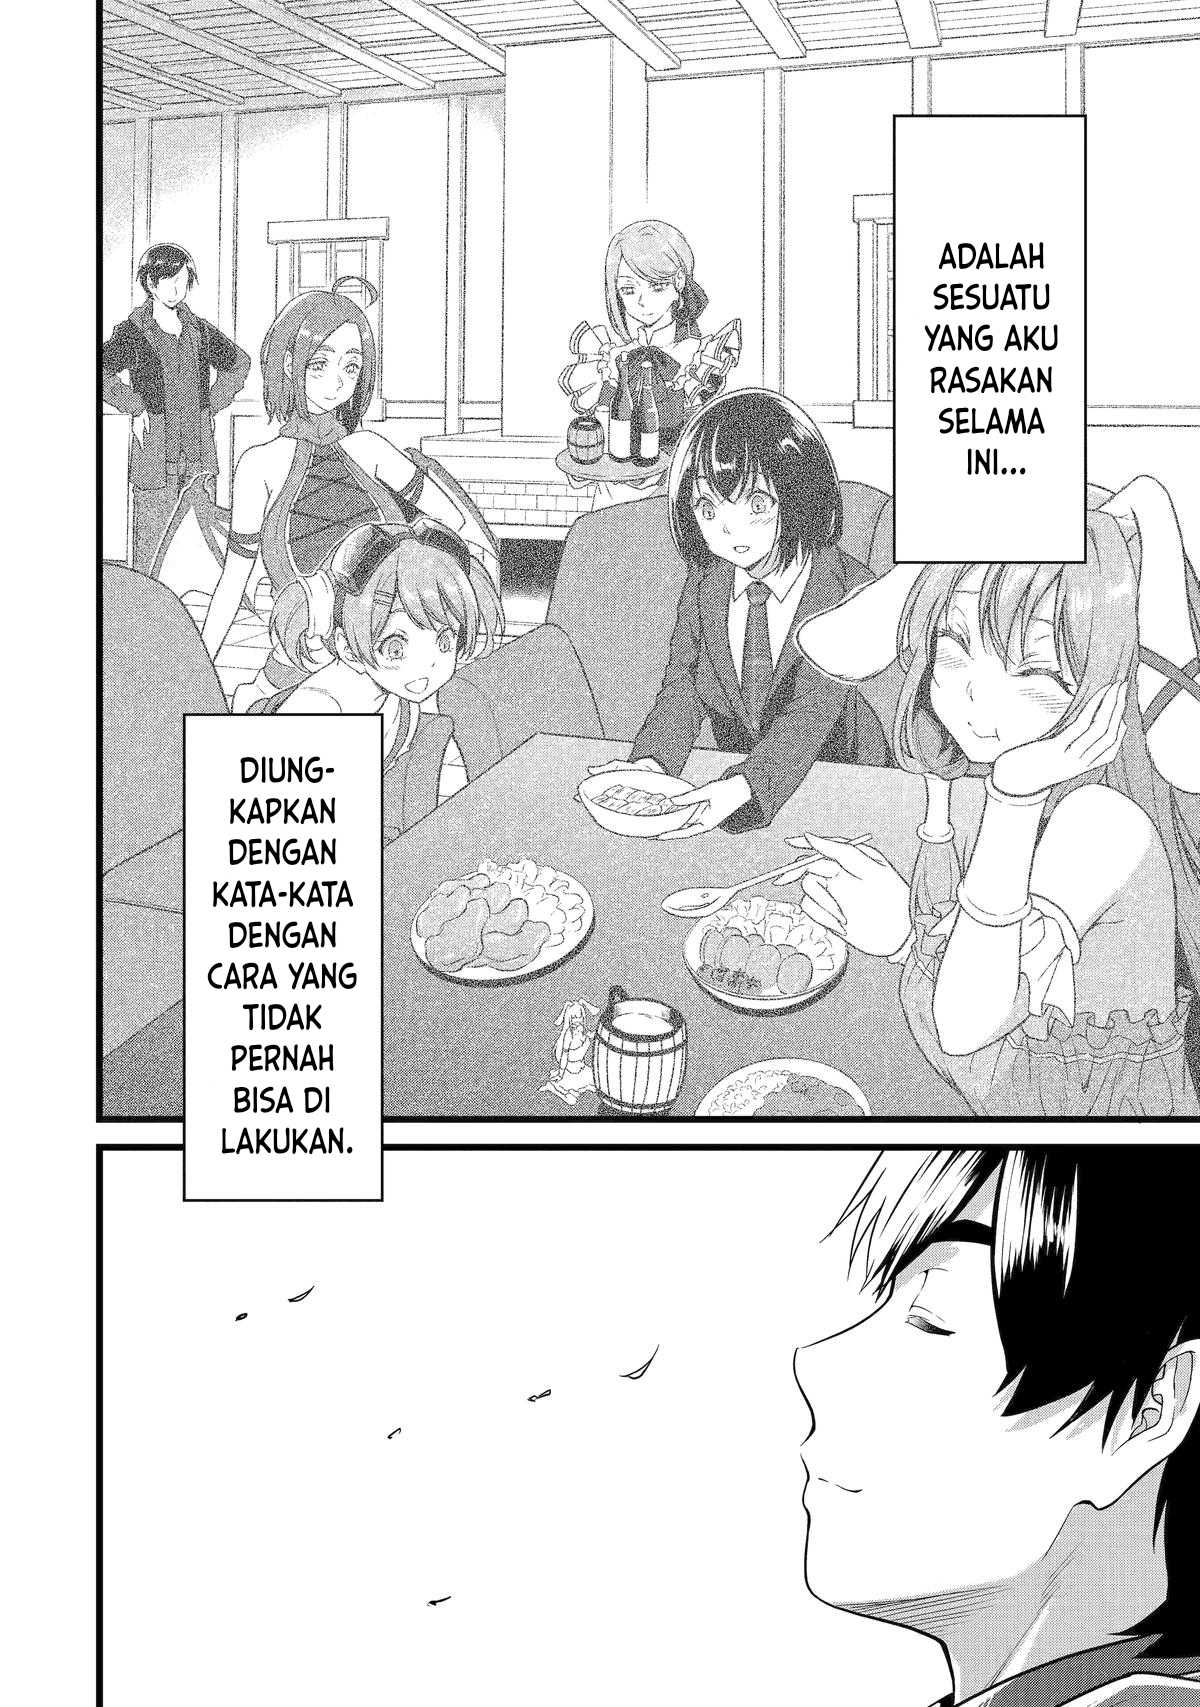 ADALAH
SESUATU
YANG AKU
RASAKAN
SELAMA
INI...
DIUNG-
KAPKAN
DENGAN
KATA-KATA
DENGAN
CARA YANG
TIDAK
PERNAH
BISA DI
LAKUKAN.